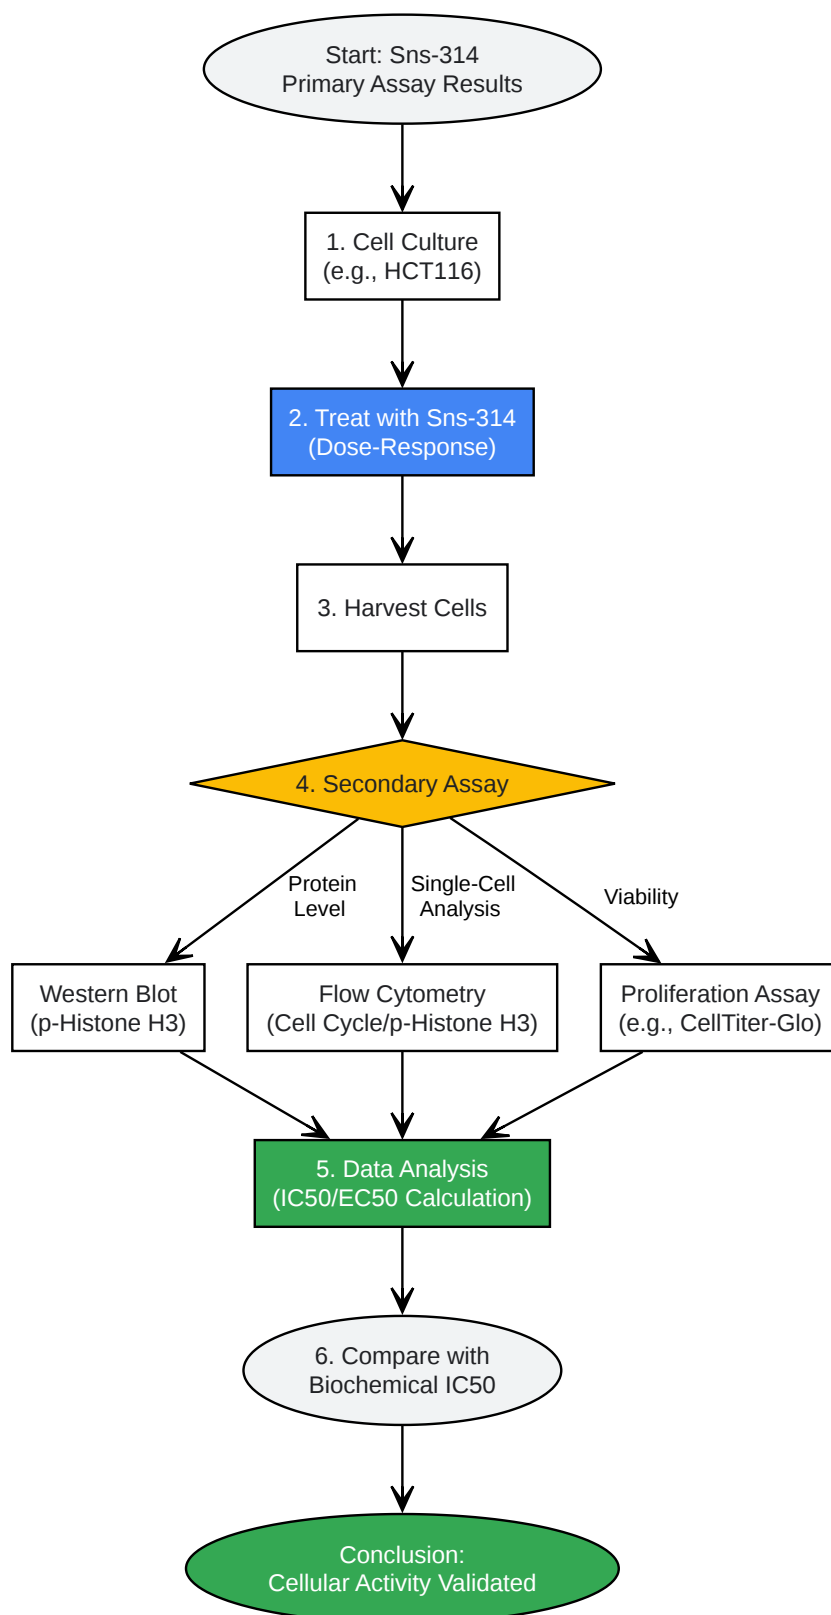 Start: Sns-314
Primary Assay Results
1. Cell Culture
(e.g., HCT116)
2. Treat with Sns-314
(Dose-Response)
3. Harvest Cells
4. Secondary Assay
Protein
Level
Single-Cell
Analysis
Viability
Western Blot
(p-Histone H3)
Flow Cytometry
(Cell Cycle/p-Histone H3)
Proliferation Assay
(e.g., CellTiter-Glo)
5. Data Analysis
(IC50/EC50 Calculation)
6. Compare with
Biochemical IC50
Conclusion:
Cellular Activity Validated